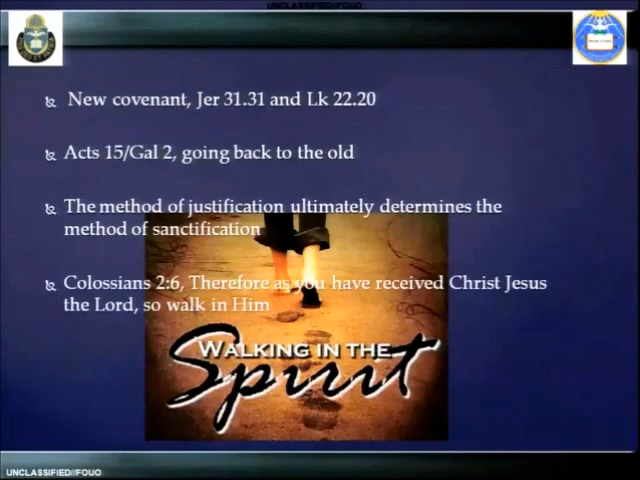 UNCLASSIFIED//FOUO
New covenant, Jer 31.31 and Lk 22.20
Acts 15/Gal 2, going back to the old
The method of justification ultimately determines the
method of sanctification
Colossians 2:6, Therefore as you have received Christ Jesus
the Lord, so walk in Him
WALKING IN THE
Spirit
UNCLASSIFIED//FOUO